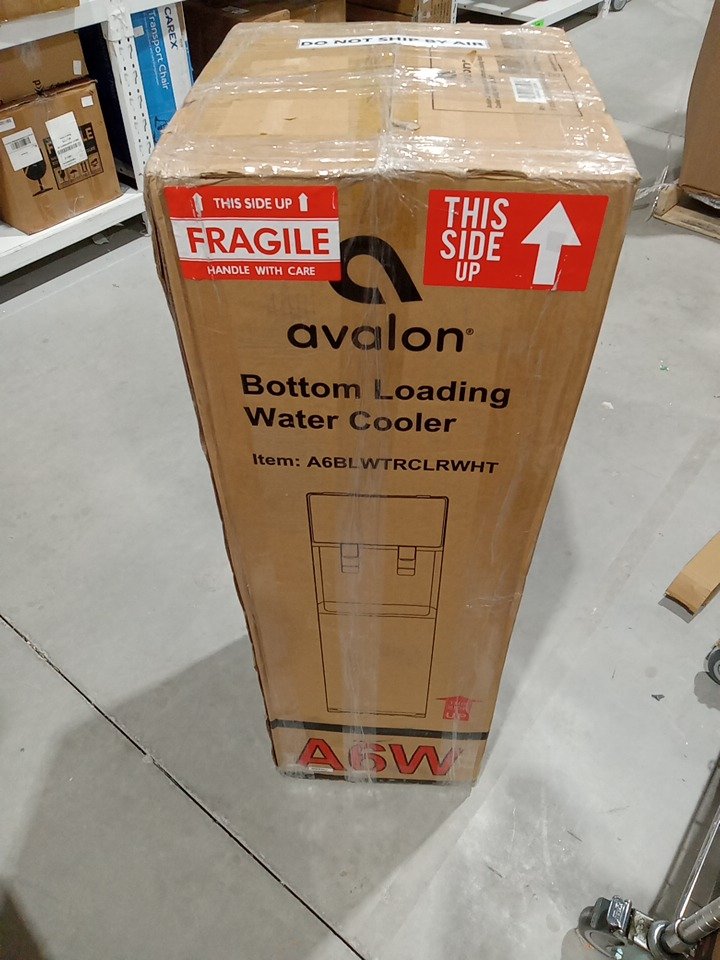 CAREX
Transport Chair
DO NOT SHIP BY AIR
THIS SIDE UP
FRAGILE
HANDLE WITH CARE
THIS
SIDE
UP
avalon®
Bottom Loading
Water Cooler
Item: A6BLWTRCLRWHT
UP
A6W